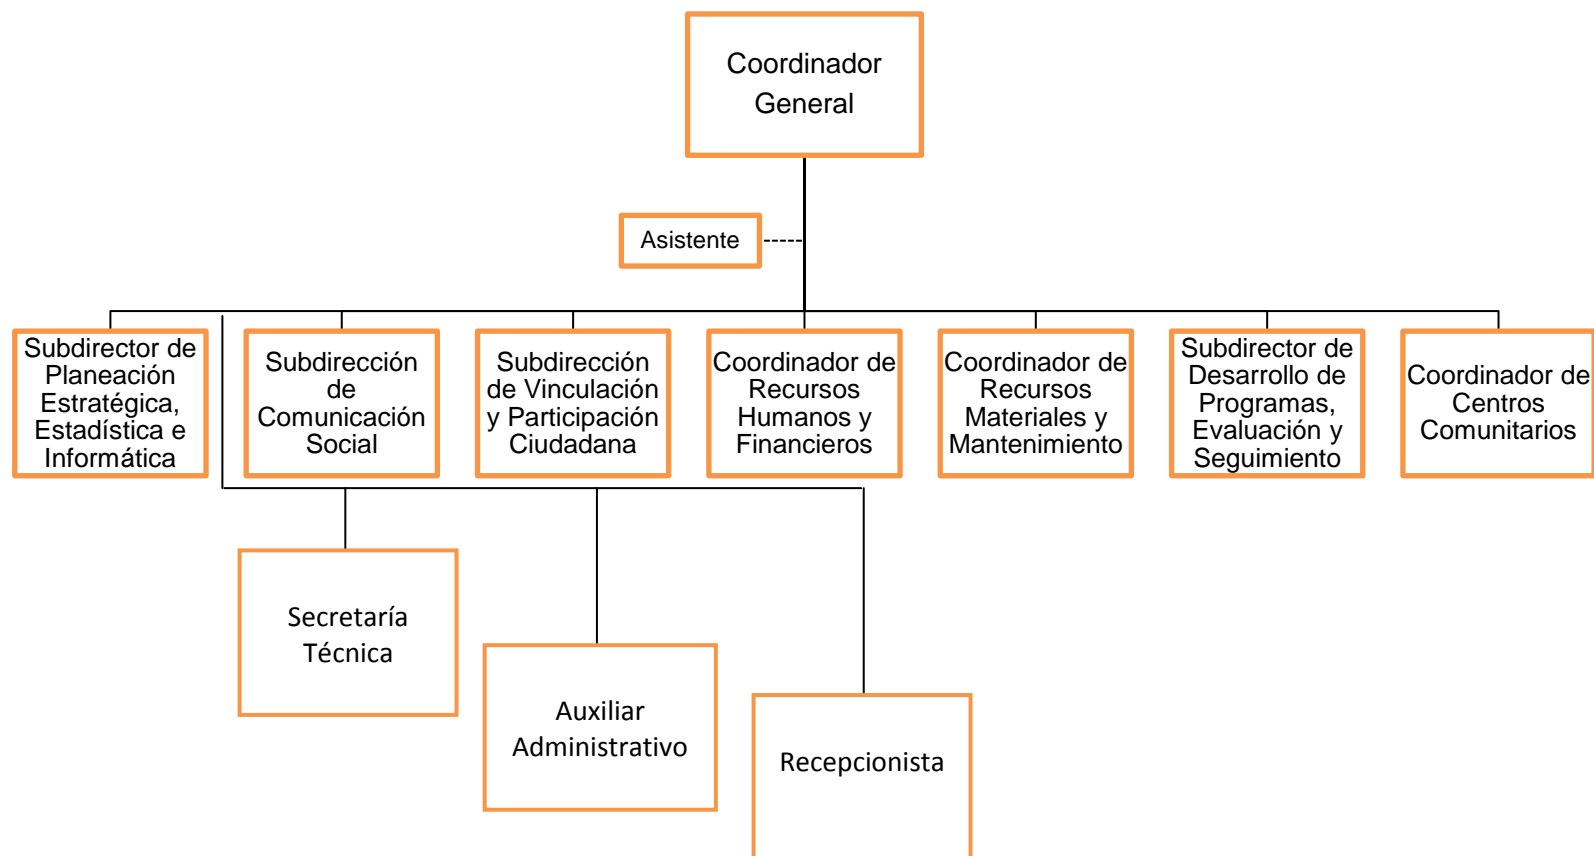 Coordinador
General
Asistente
Subdirector de
Planeación
Estratégica,
Estadística e
Informática
Subdirección
de
Comunicación
Social
Subdirección
de Vinculación
y Participación
Ciudadana
Coordinador de
Recursos
Humanos y
Financieros
Coordinador de
Recursos
Materiales y
Mantenimiento
Subdirector de
Desarrollo de
Programas,
Evaluación y
Seguimiento
Coordinador de
Centros
Comunitarios
Secretaría
Técnica
Auxiliar
Administrativo
Recepcionista